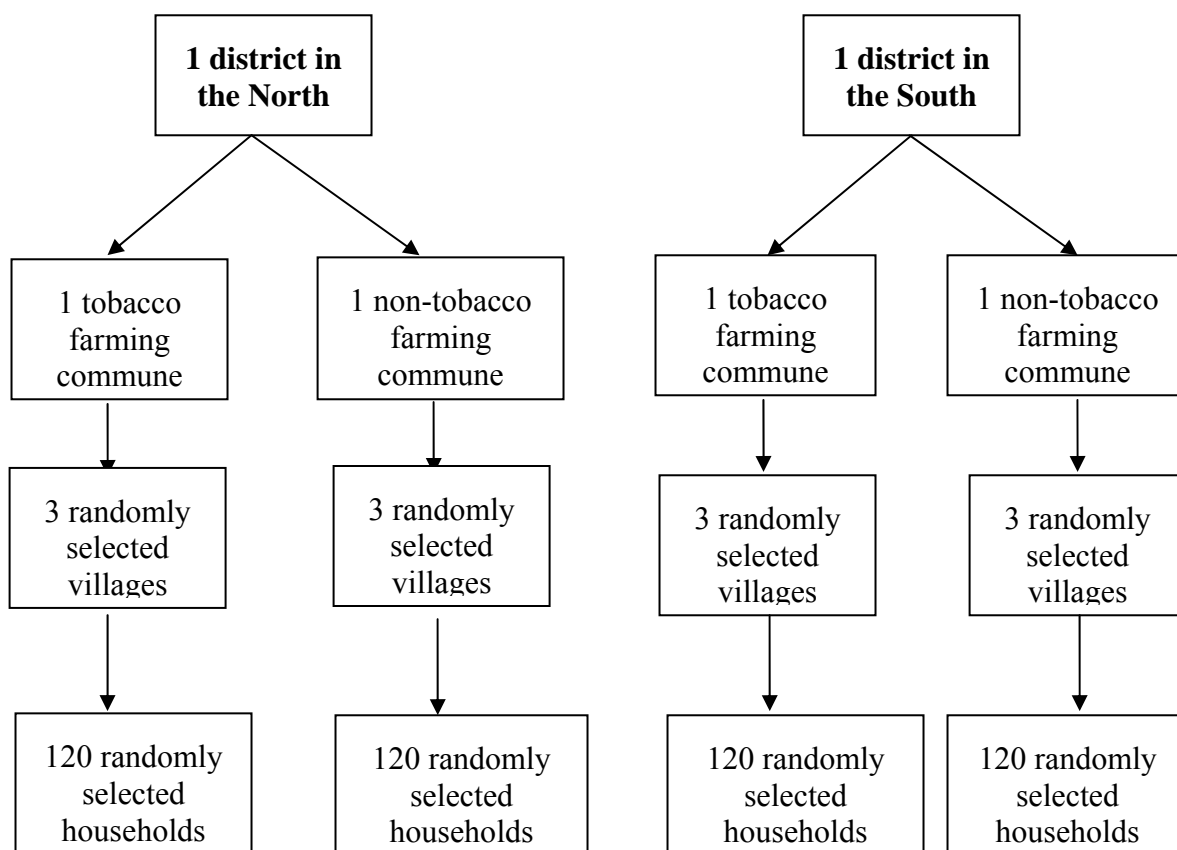 1 district in
the North
1 district in
the South
1 tobacco
farming
commune
1 non-tobacco
farming
commune
1 tobacco
farming
commune
1 non-tobacco
farming
commune
3 randomly
selected
villages
3 randomly
selected
villages
3 randomly
selected
villages
3 randomly
selected
villages
120 randomly
selected
households
120 randomly
selected
households
120 randomly
selected
households
120 randomly
selected
households